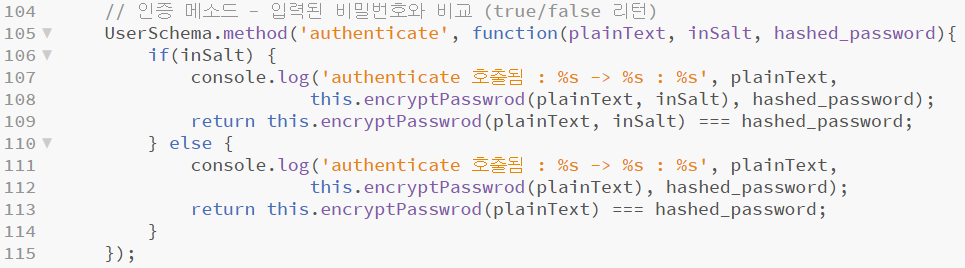 104 // 인증 메소드 - 입력된 비밀번호와 비교 (true/false 리턴)
105 UserSchema.method('authenticate', function(plainText, inSalt, hashed_password){
106 if(inSalt) {
107 console.log('authenticate 호출됨 : %s -> %s : %s', plainText,
108 this.encryptPasswrod(plainText, inSalt), hashed_password);
109 return this.encryptPasswrod(plainText, inSalt) === hashed_password;
110 } else {
111 console.log('authenticate 호출됨 : %s -> %s : %s', plainText,
112 this.encryptPasswrod(plainText), hashed_password);
113 return this.encryptPasswrod(plainText) === hashed_password;
114 }
115 });